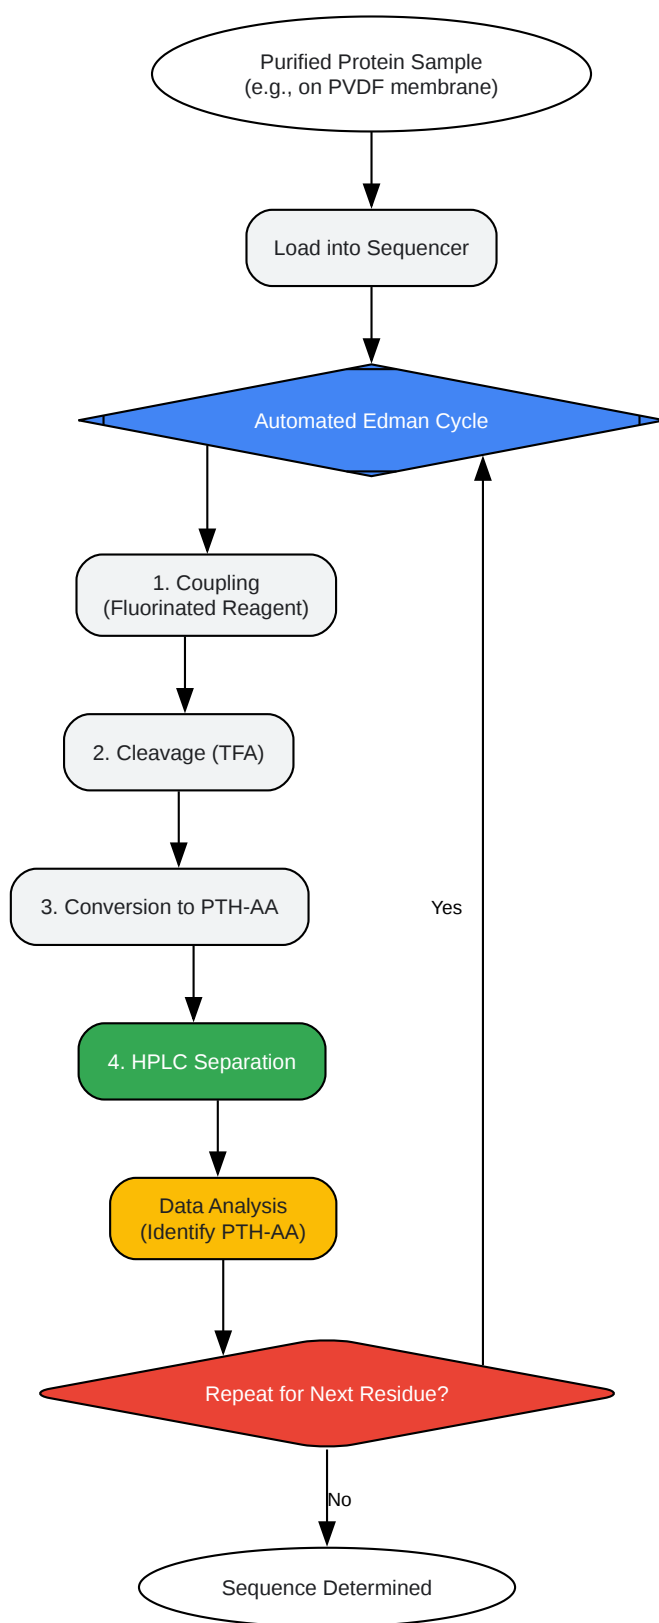 Purified Protein Sample
(e.g., on PVDF membrane)
Load into Sequencer
Automated Edman Cycle
1. Coupling
(Fluorinated Reagent)
2. Cleavage (TFA)
3. Conversion to PTH-AA
Yes
4. HPLC Separation
Data Analysis
(Identify PTH-AA)
Repeat for Next Residue?
No
Sequence Determined